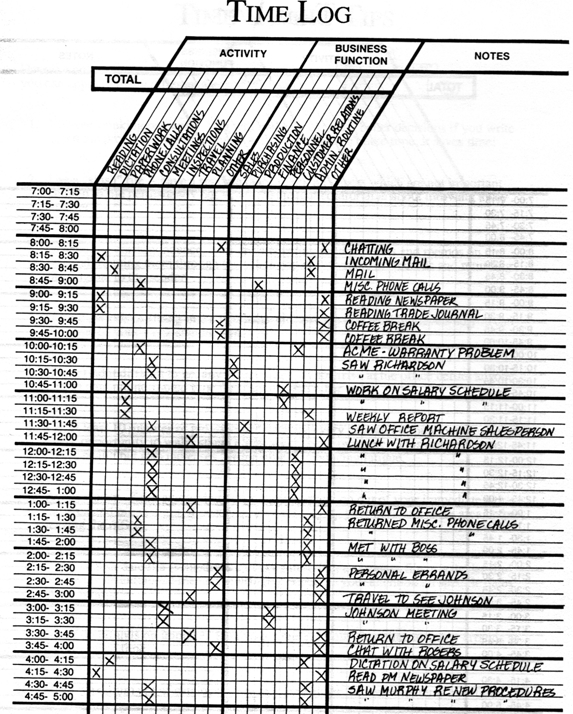 TIME LOG
ACTIVITY BUSINESS FUNCTION NOTES
TOTAL
READING DICTATION PAPERWORK PHONE CALLS CONSULTATIONS MEETINGS INSPECTIONS TRAVEL PLANNING OTHER SALES PURCHASING PRODUCTION FINANCE PERSONNEL CUSTOMER RELATIONS ADMIN ROUTINE OTHER
7:00- 7:15
7:15- 7:30
7:30- 7:45
7:45- 8:00
8:00- 8:15 X X CHATTING
8:15- 8:30 X X INCOMING MAIL
8:30- 8:45 X X MAIL
8:45- 9:00 X X MISC. PHONE CALLS
9:00- 9:15 X X READING NEWSPAPER
9:15- 9:30 X X READING TRADE JOURNAL
9:30- 9:45 X X COFFEE BREAK
9:45-10:00 X X COFFEE BREAK
10:00-10:15 X X ACME-WARRANTY PROBLEM
10:15-10:30 X X SAW RICHARDSON
10:30-10:45 X X " "
10:45-11:00 X X WORK ON SALARY SCHEDULE
11:00-11:15 X X " " "
11:15-11:30 X X WEEKLY REPORT
11:30-11:45 X X SAW OFFICE MACHINE SALESPERSON
11:45-12:00 X X LUNCH WITH RICHARDSON
12:00-12:15 X X " "
12:15-12:30 X X " "
12:30-12:45 X X " "
12:45- 1:00 X X " "
1:00- 1:15 X X RETURN TO OFFICE
1:15- 1:30 X X RETURNED MISC. PHONE CALLS
1:30- 1:45 X X " "
1:45- 2:00 X X MET WITH BOSS
2:00- 2:15 X X " " "
2:15- 2:30 X X PERSONAL ERRANDS
2:30- 2:45 X X " "
2:45- 3:00 X X TRAVEL TO SEE JOHNSON
3:00- 3:15 X X JOHNSON MEETING
3:15- 3:30 X X " "
3:30- 3:45 X X RETURN TO OFFICE
3:45- 4:00 X X CHAT WITH ROGERS
4:00- 4:15 X X DICTATION ON SALARY SCHEDULE
4:15- 4:30 X READ PM NEWSPAPER
4:30- 4:45 X X SAW MURPHY RE NEW PROCEDURES
4:45- 5:00 X X " " " "